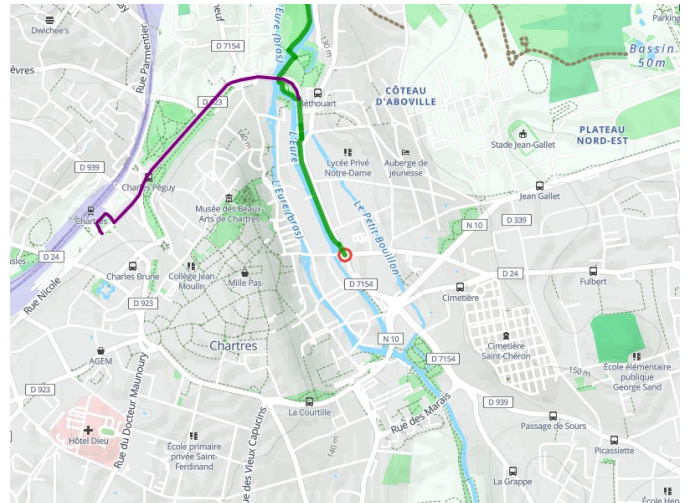 Dwichee's
Rue Parmentier
D 7154
L'Eure (bras)
130 m
Parking
Bassin
50m
D 923
Béthouart
CÔTEAU
D'ABOVILLE
140 m
L'Eure
Lycée Privé
Notre-Dame
Auberge de
jeunesse
Stade Jean-Gallet
PLATEAU
NORD-EST
D 939
Charles Péguy
Jean Gallet
Chartres
Musée des Beaux-
Arts de Chartres
L'Eure (bras)
Le Petit Bouillon
D 339
N 10
D 24
Charles Brune
Collège Jean
Moulin
Mille Pas
D 7154
D 24
Fulbert
Rue Nicole
D 923
Cimetière
N 10
Chartres
Cimetière
Saint-Chéron
AGEM
D 7154
École élémentaire
publique
George Sand
150 m
D 923
Rue du Docteur Maunoury
La Courtille
Rue des Marais
D 939
Passage de Sours
Hôtel Dieu
École primaire
privée Saint-
Ferdinand
ue des Vieux Capucins
140 m
Picassiette
La Grappe